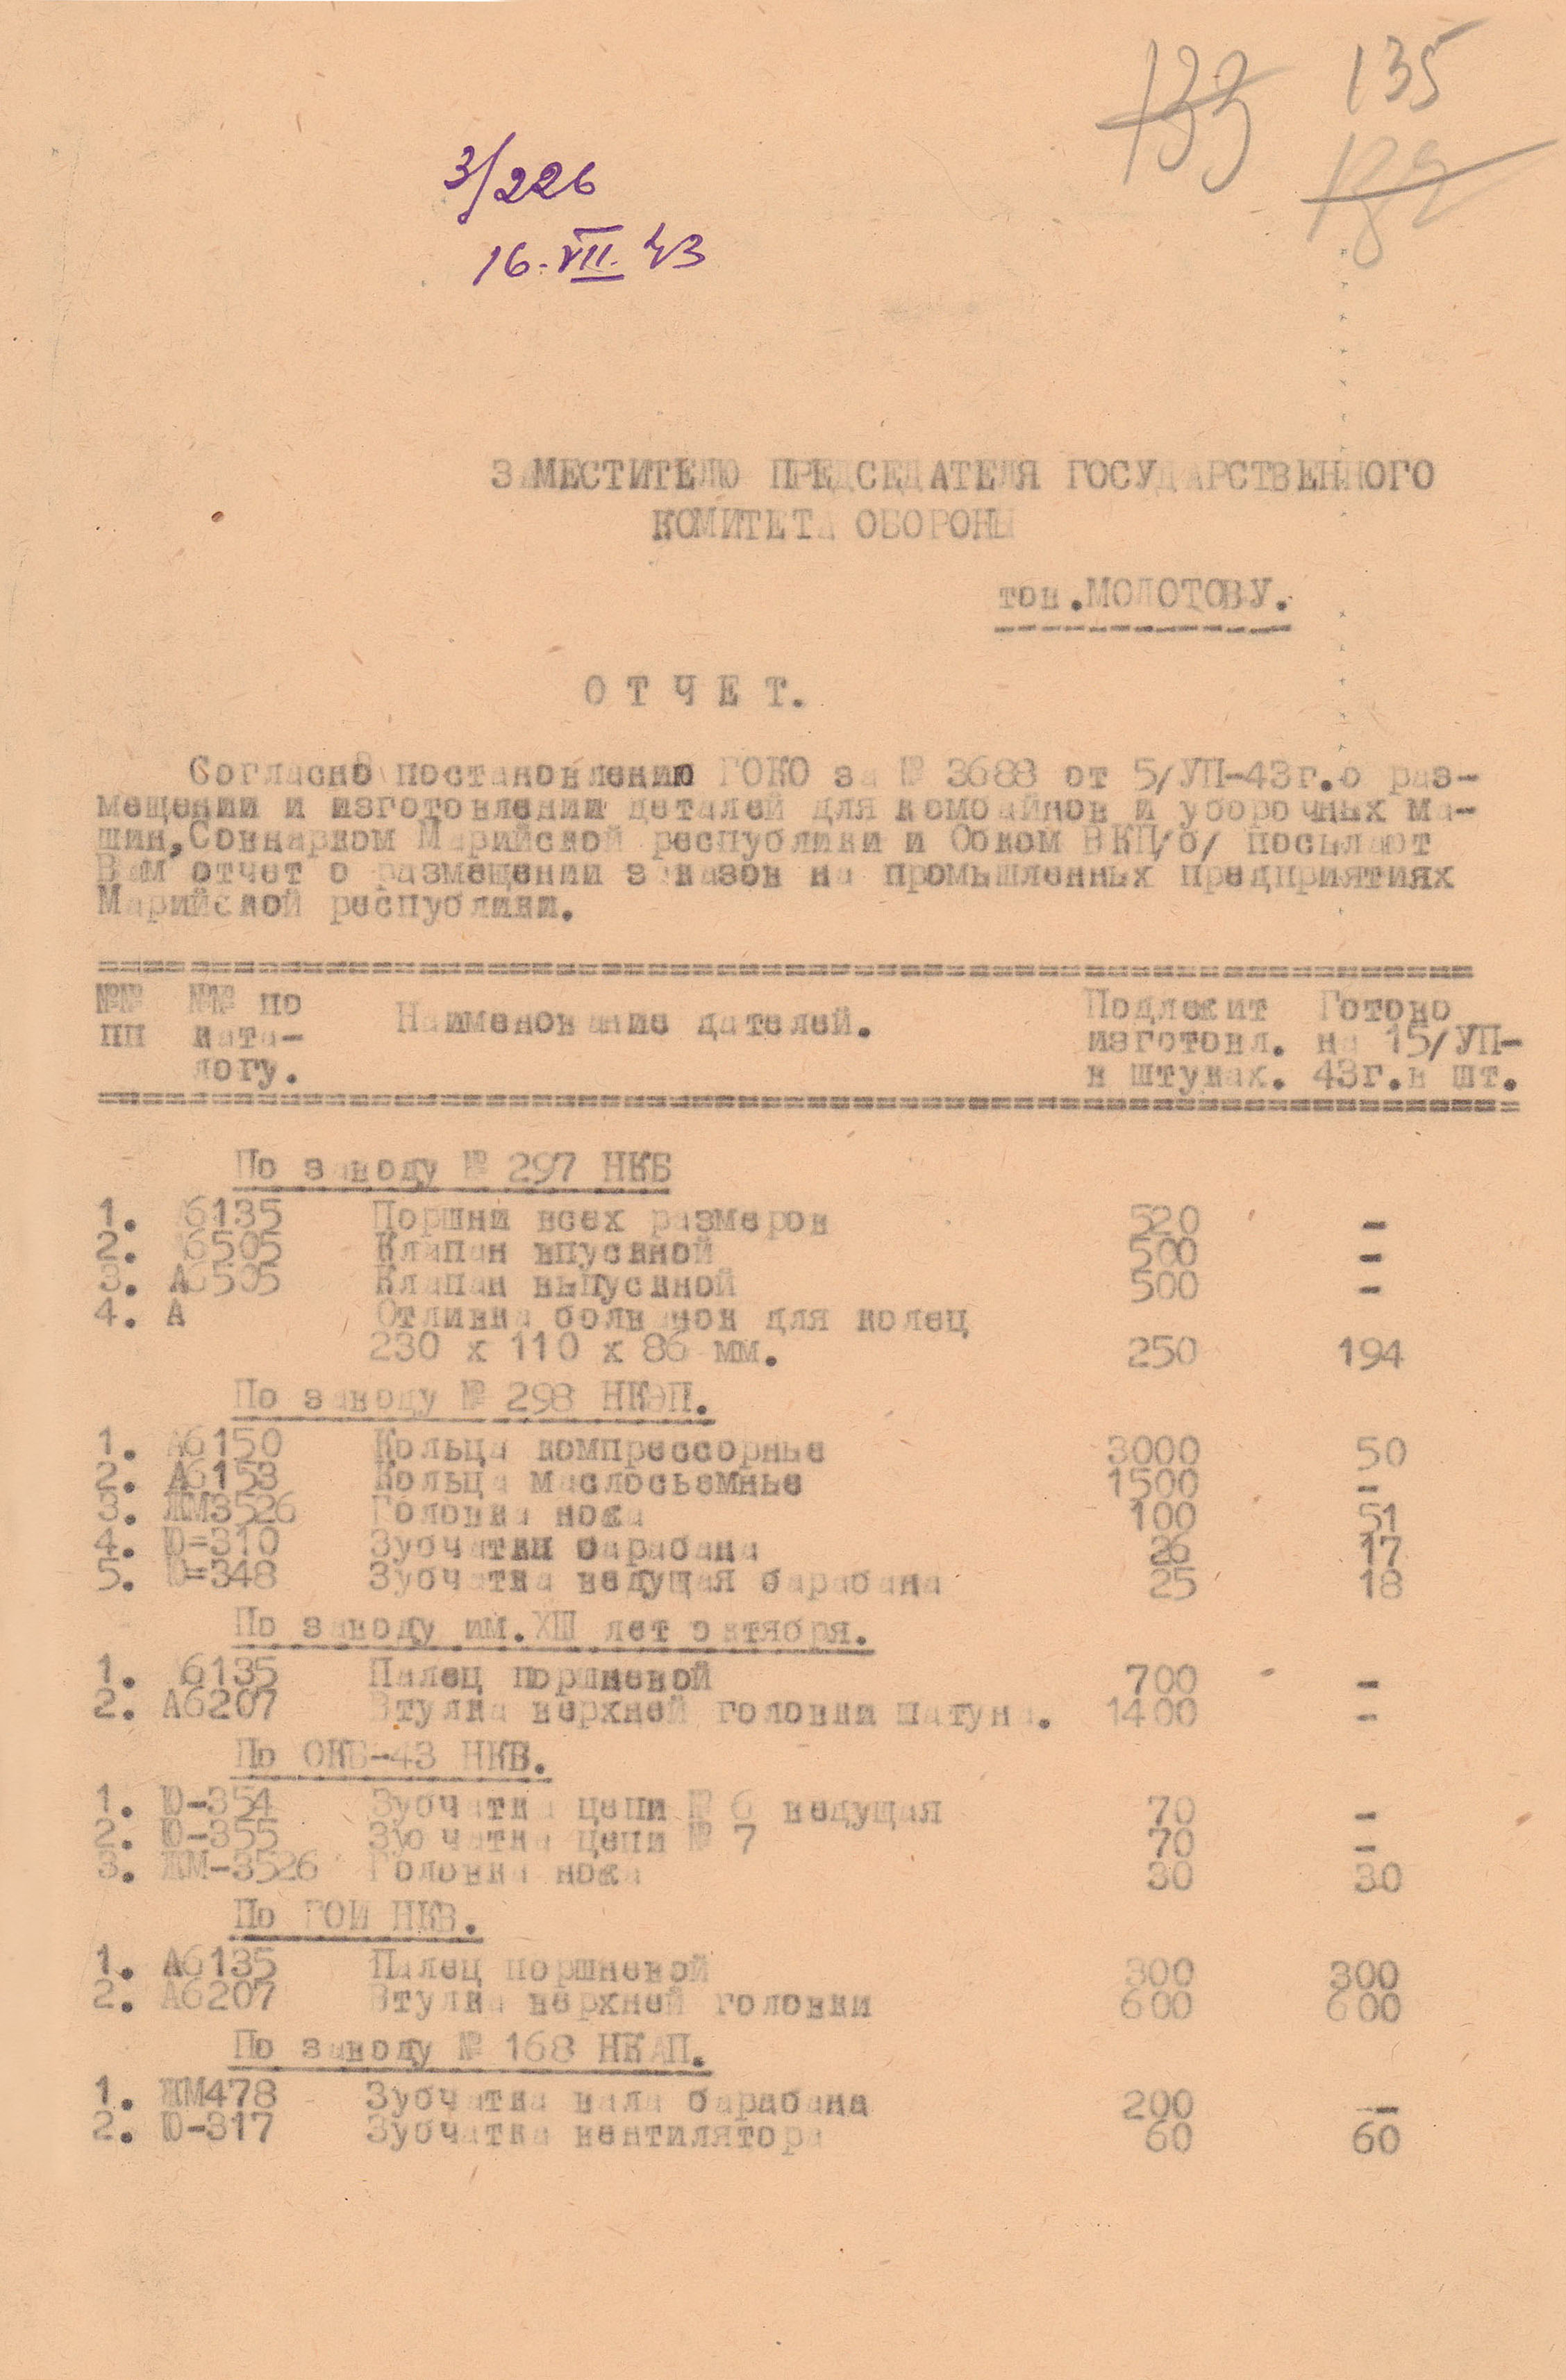 133 135
132
3/226
16.VII.43
ЗАМЕСТИТЕЛЮ ПРЕДСЕДАТЕЛЯ ГОСУДАРСТВЕННОГО
КОМИТЕТА ОБОРОНЫ
тов.МОЛОТОВУ.
О Т Ч Е Т.
Согласно постановлению ГОКО за № 3688 от 5/УП-43г.о раз-
мещении и изготовлении деталей для комбайнов и уборочных ма-
шин,Совнарком Марийской республики и Обком ВКП/б/ посылают
Вам отчет о размещении заказов на промышленных предприятиях
Марийской республики.
№№ №№ по Наименование дателей. Подлежит Готово
пп ката- изготовл. на 15/УП-
логу. в штуках. 43г.в шт.
По заводу № 297 НКБ
1. 6135 Поршни всех размеров 520 -
2. 6505 Клапан впускной 500 -
3. А6505 Клапан выпускной 500 -
4. А Отливка болванок для колец
230 х 110 х 86 мм. 250 194
По заводу № 298 НКЭП.
1. А6150 Кольца компрессорные 3000 50
2. А6153 Кольца маслосъемные 1500 -
3. ЖМ3526 Головка ножа 100 51
4. Ю=310 Зубчатки барабана 26 17
5. Ю=348 Зубчатка ведущая барабана 25 18
По заводу им.ХIII лет октября.
1. 6135 Палец поршневой 700 -
2. А6207 Втулка верхней головки шатуна. 1400 -
По ОКБ-43 НКВ.
1. Ю-354 Зубчатка цепи № 6 ведущая 70 -
2. Ю-355 Зубчатка цепи № 7 70 -
3. ЖМ-3526 Головка ножа 30 30
По ГОИ НКВ.
1. А6135 Палец поршневой 300 300
2. А6207 Втулка верхней головки 600 600
По заводу № 168 НКАП.
1. ЖМ478 Зубчатка вала барабана 200 -
2. Ю-317 Зубчатка вентилятора 60 60